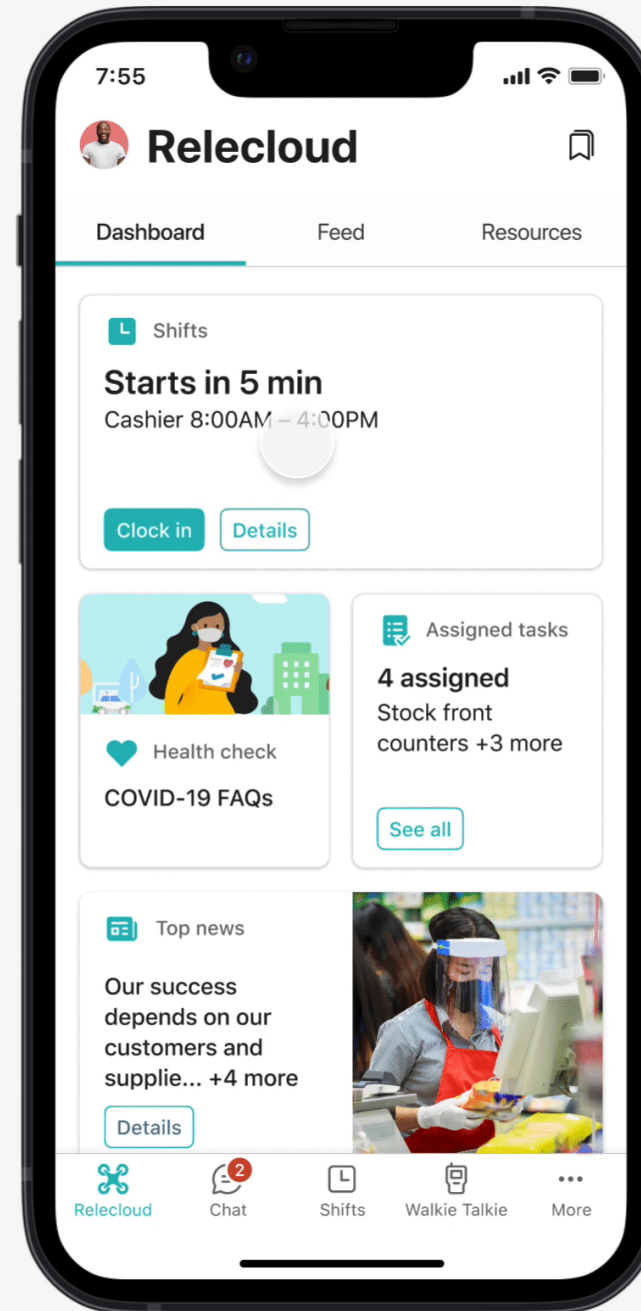 7:55
Relecloud
Dashboard
Feed
Resources
Shifts
Starts in 5 min
Cashier 8:00AM – 4:00PM
Clock in
Details
Health check
COVID-19 FAQs
Assigned tasks
4 assigned
Stock front
counters +3 more
See all
Top news
Our success
depends on our
customers and
supplie... +4 more
Details
Relecloud
2
Chat
Shifts
Walkie Talkie
More